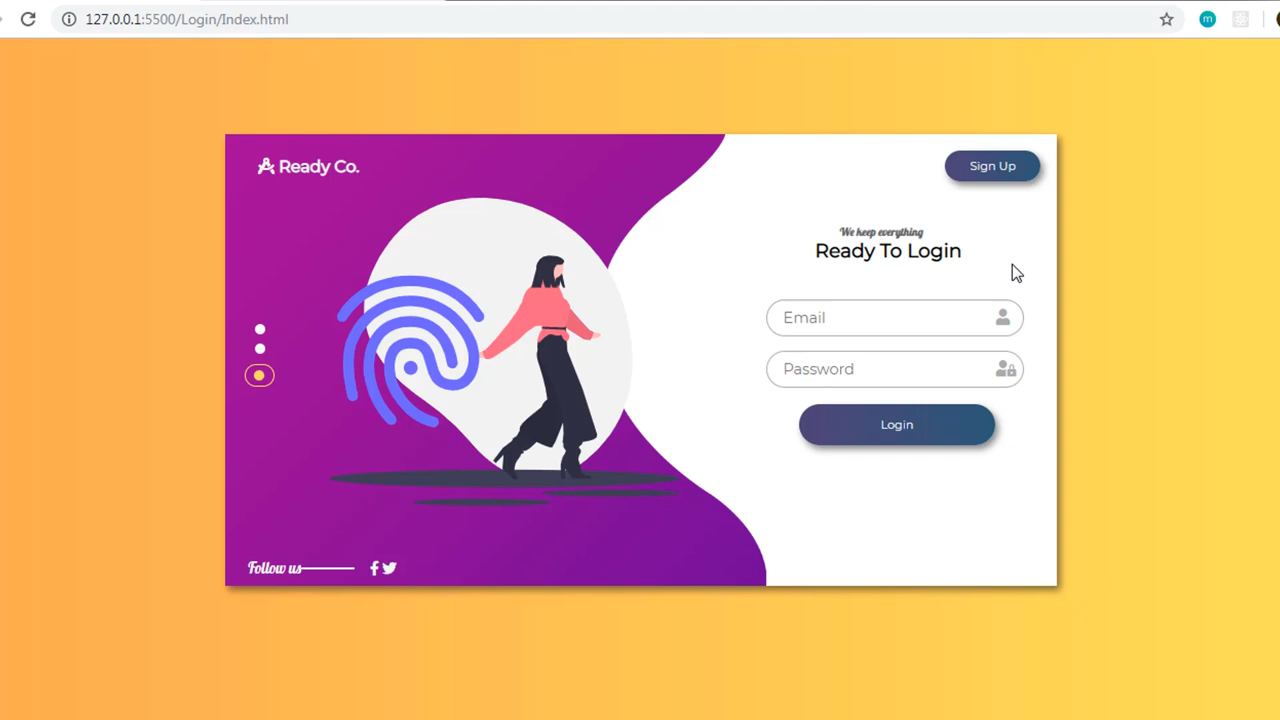 127.0.0.1:5500/Login/Index.html
m
Ready Co.
Sign Up
We keep everything
Ready To Login
Email
Password
Login
Follow us